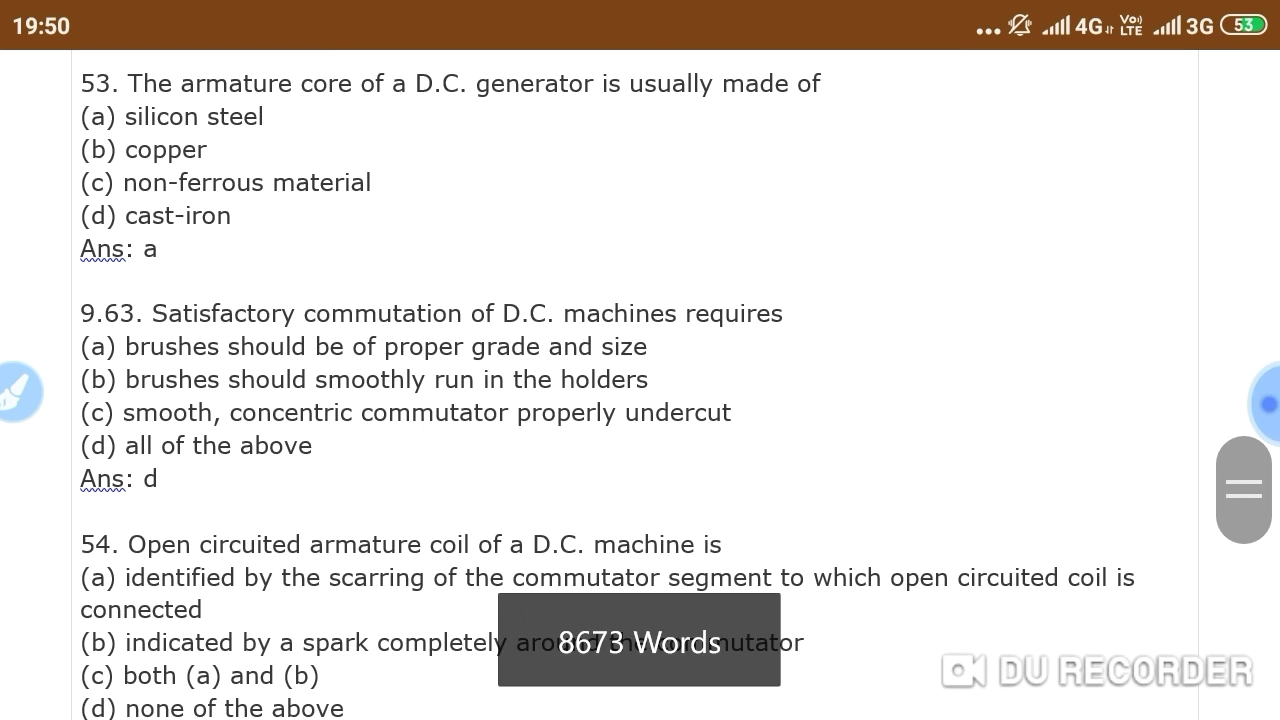 19:50
... 4G Vo)) LTE 3G 53
53. The armature core of a D.C. generator is usually made of
(a) silicon steel
(b) copper
(c) non-ferrous material
(d) cast-iron
Ans: a
9.63. Satisfactory commutation of D.C. machines requires
(a) brushes should be of proper grade and size
(b) brushes should smoothly run in the holders
(c) smooth, concentric commutator properly undercut
(d) all of the above
Ans: d
54. Open circuited armature coil of a D.C. machine is
(a) identified by the scarring of the commutator segment to which open circuited coil is
connected
(b) indicated by a spark completely around the commutator
8673 Words
(c) both (a) and (b)
(d) none of the above
DU RECORDER